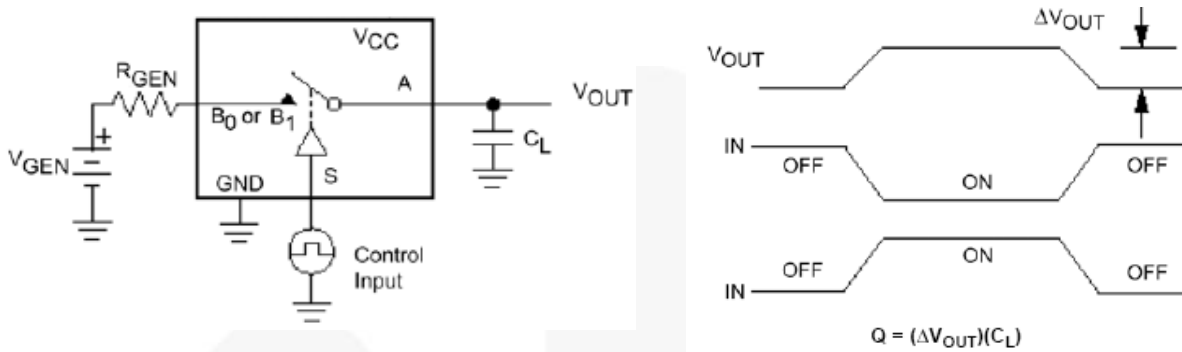 VCC
RGEN
A
VOUT
B0 or B1
CL
+
VGEN
S
GND
Control
Input
ΔVOUT
VOUT
IN
OFF
ON
OFF
IN
OFF
ON
OFF
Q = (ΔVOUT)(CL)